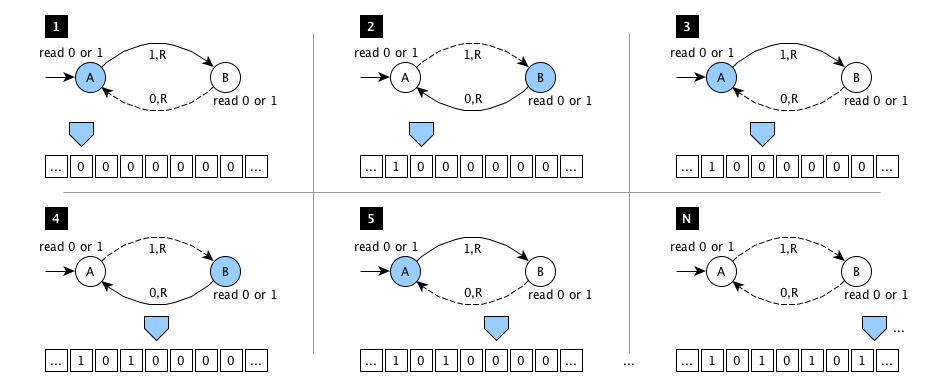 1
read 0 or 1
1,R
A
B
0,R
read 0 or 1
... 0 0 0 0 0 0 0 ...
2
read 0 or 1
1,R
A
B
0,R
read 0 or 1
... 1 0 0 0 0 0 0 ...
3
read 0 or 1
1,R
A
B
0,R
read 0 or 1
... 1 0 0 0 0 0 0 ...
4
read 0 or 1
1,R
A
B
0,R
read 0 or 1
... 1 0 1 0 0 0 0 ...
5
read 0 or 1
1,R
A
B
0,R
read 0 or 1
... 1 0 1 0 0 0 0 ...
...
N
read 0 or 1
1,R
A
B
0,R
read 0 or 1
...
... 1 0 1 0 1 0 1 ...